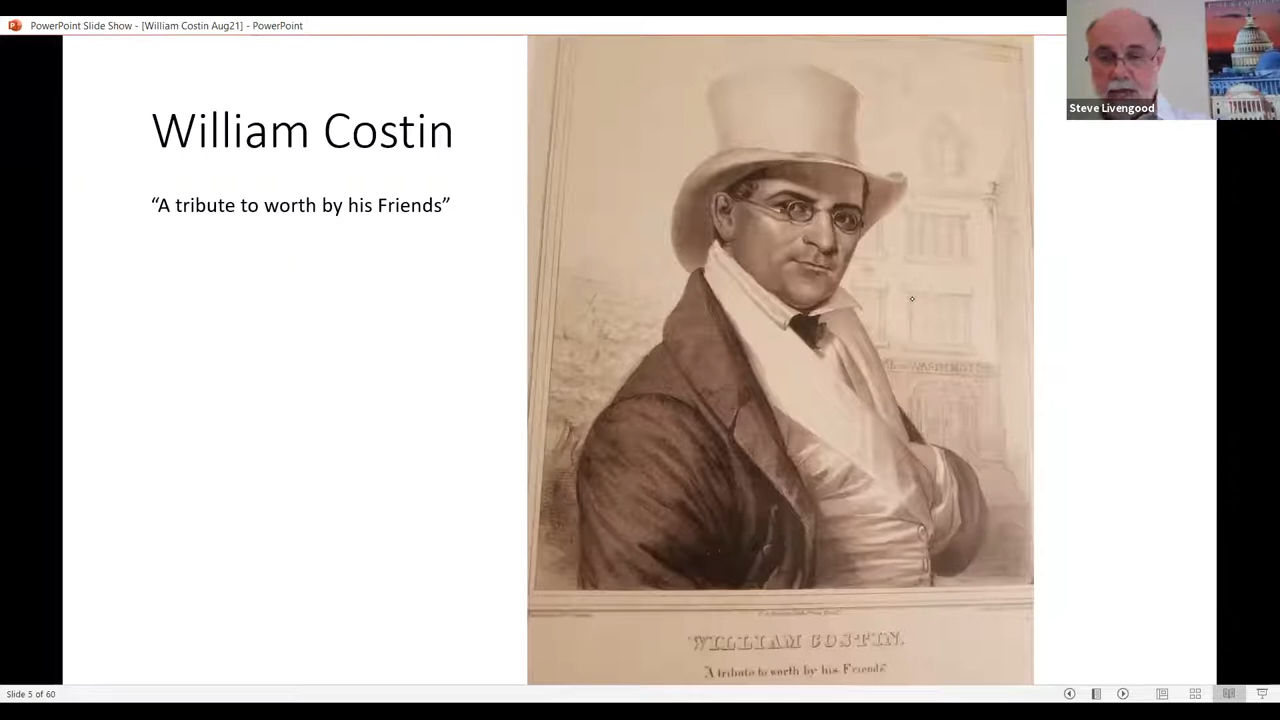 PowerPoint Slide Show - [William Costin Aug21] - PowerPoint
Steve Livengood
William Costin
“A tribute to worth by his Friends”
WASHINGTON
WILLIAM COSTIN.
"A tribute to worth by his Friends"
Slide 5 of 60